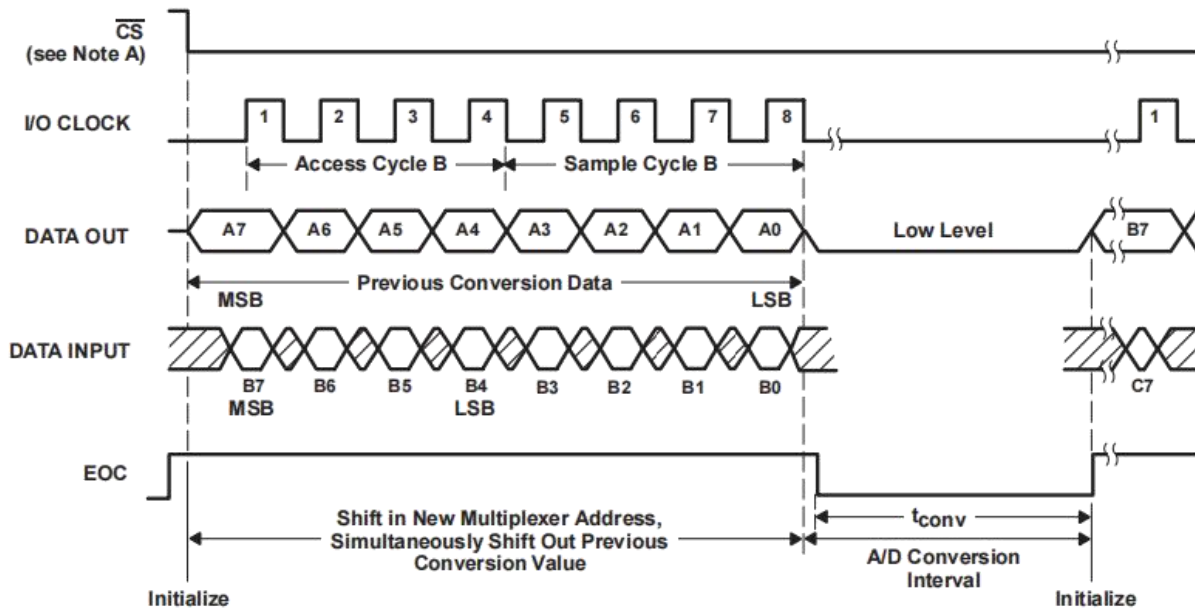 CS
(see Note A)
I/O CLOCK
1 2 3 4 5 6 7 8 1
Access Cycle B Sample Cycle B
DATA OUT
A7 A6 A5 A4 A3 A2 A1 A0 Low Level B7
Previous Conversion Data
MSB LSB
DATA INPUT
B7 B6 B5 B4 B3 B2 B1 B0 C7
MSB LSB
EOC
Shift in New Multiplexer Address,
Simultaneously Shift Out Previous
Conversion Value
tconv
A/D Conversion
Interval
Initialize Initialize